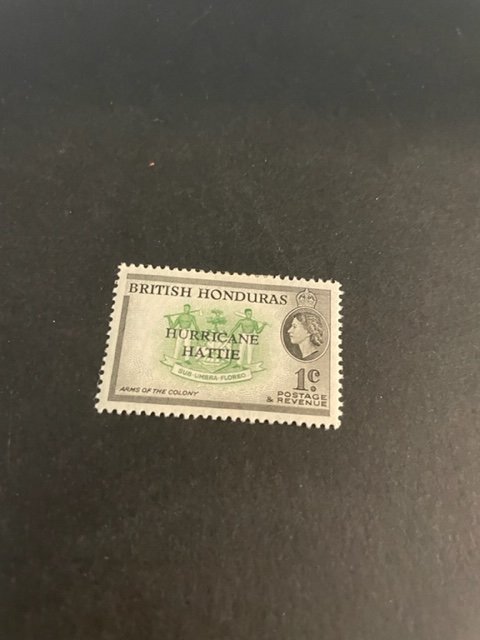 BRITISH HONDURAS
HURRICANE
HATTIE
SUB·UMBRA·FLOREO
ARMS OF THE COLONY
1c.
POSTAGE
& REVENUE